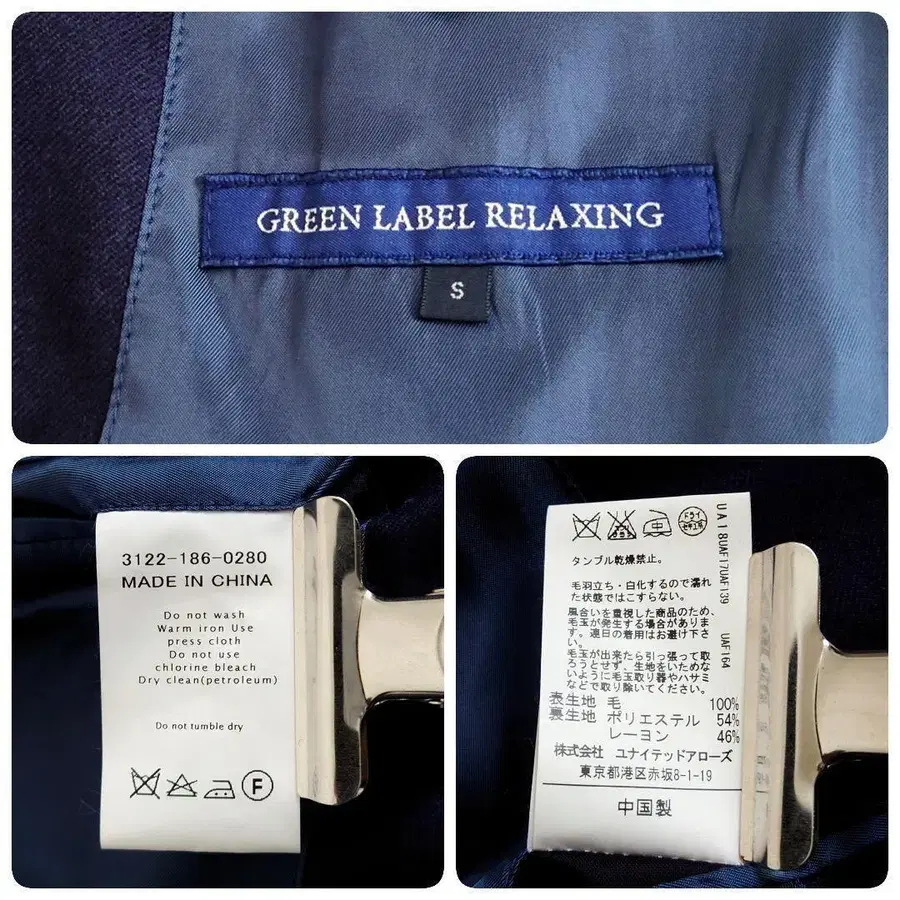 GREEN LABEL RELAXING
S
3122-186-0280
MADE IN CHINA
Do not wash
Warm iron Use
press cloth
Do not use
chlorine bleach
Dry clean(petroleum)
Do not tumble dry
F
ドライ
セキユ系
UA18UAF17UAF139 UAF164
タンブル乾燥禁止。
毛羽立ち・白化するので濡れ
た状態ではこすらない。
風合いを重視した商品のため、
毛玉が発生する場合がありま
す。連日の着用はお避け下さ
い。
毛玉が出来たら引っ張って取
ろうとせず、生地をいためな
いように毛玉取り器やハサミ
などで取り除いてください。
表生地 毛 100%
裏生地 ポリエステル 54%
レーヨン 46%
株式会社 ユナイテッドアローズ
東京都港区赤坂8-1-19
中国製